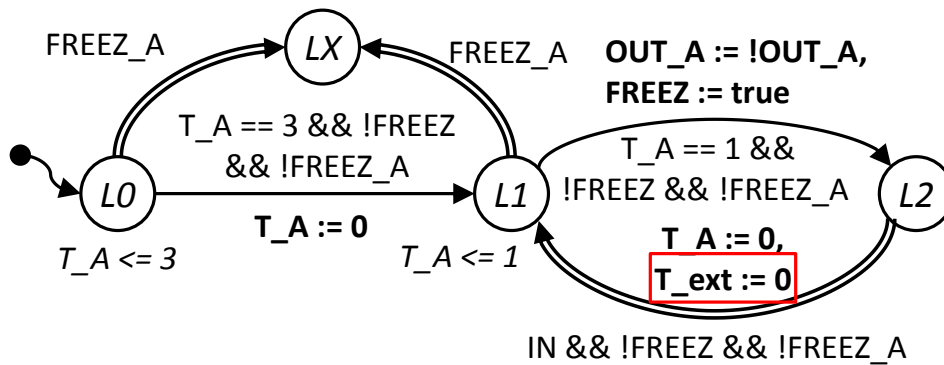 FREEZ_A
LX
FREEZ_A
OUT_A := !OUT_A,
FREEZ := true
T_A == 3 && !FREEZ
&& !FREEZ_A
T_A == 1 &&
!FREEZ && !FREEZ_A
L0
L1
L2
T_A := 0
T_A <= 3
T_A <= 1
T_A := 0,
T_ext := 0
IN && !FREEZ && !FREEZ_A